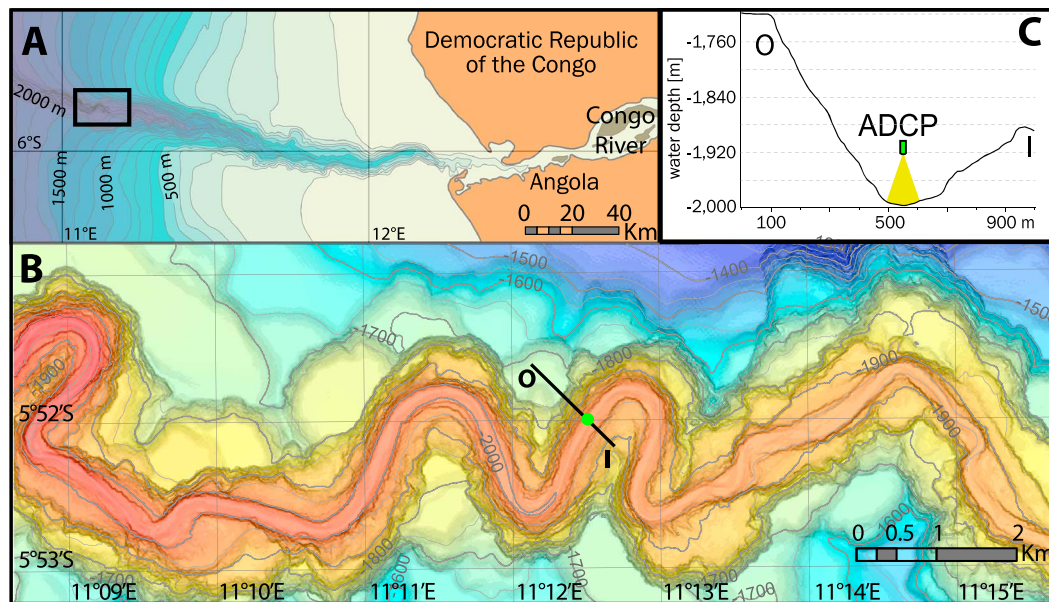 A
Democratic Republic
of the Congo
2000 m
Congo
River
6°S
1500 m
1000 m
500 m
Angola
0 20 40
Km
11°E
12°E
C
O
-1,760
-1,840
ADCP
I
-1,920
-2,000
water depth [m]
100
500
900 m
B
-1500
-1600
-1400
-1700
-1800
-1900
O
5°52'S
I
-2000
-1900
-1900
0 0.5 1 2
Km
5°53'S
-1800
-1700
11°09'E
11°10'E
11°11'E
11°12'E
11°13'E
11°14'E
11°15'E